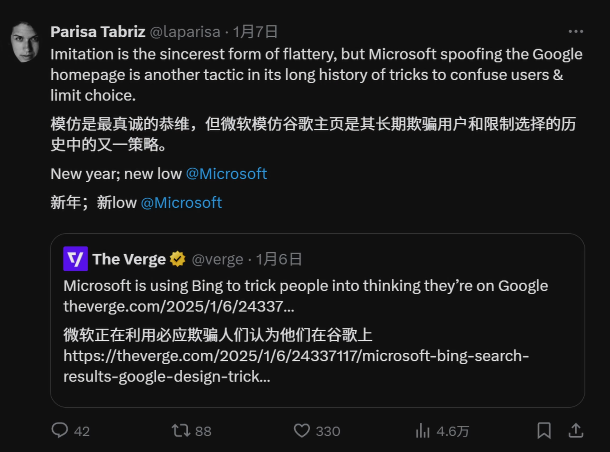 Parisa Tabriz @laparisa · 1月7日
Imitation is the sincerest form of flattery, but Microsoft spoofing the Google
homepage is another tactic in its long history of tricks to confuse users &
limit choice.
模仿是最真诚的恭维，但微软模仿谷歌主页是其长期欺骗用户和限制选择的历
史中的又一策略。
New year; new low @Microsoft
新年；新low @Microsoft
The Verge @verge · 1月6日
Microsoft is using Bing to trick people into thinking they’re on Google
theverge.com/2025/1/6/24337…
微软正在利用必应欺骗人们认为他们在谷歌上
https://theverge.com/2025/1/6/24337117/microsoft-bing-search-
results-google-design-trick...
42 88 330 4.6万